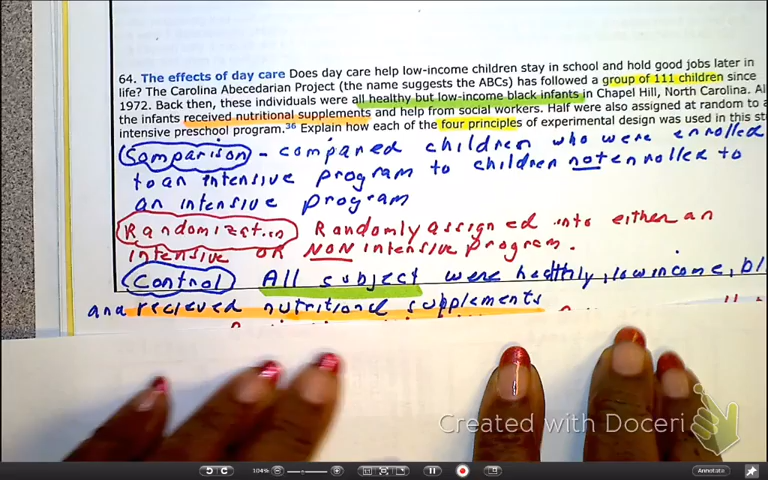 64. The effects of day care Does day care help low-income children stay in school and hold good jobs later in
life? The Carolina Abecedarian Project (the name suggests the ABCs) has followed a group of 111 children since
1972. Back then, these individuals were all healthy but low-income black infants in Chapel Hill, North Carolina. Al
the infants received nutritional supplements and help from social workers. Half were also assigned at random to a
intensive preschool program.36 Explain how each of the four principles of experimental design was used in this st
Comparison - compared children who were enrolled
to an intensive program to children not enrolled to
an intensive program
Randomization Randomly assigned into either an
intensive or NON intensive program.
Control All subject were healthly, low income, bl
and recieved nutritional supplements
Created with Doceri
104%
Annotate